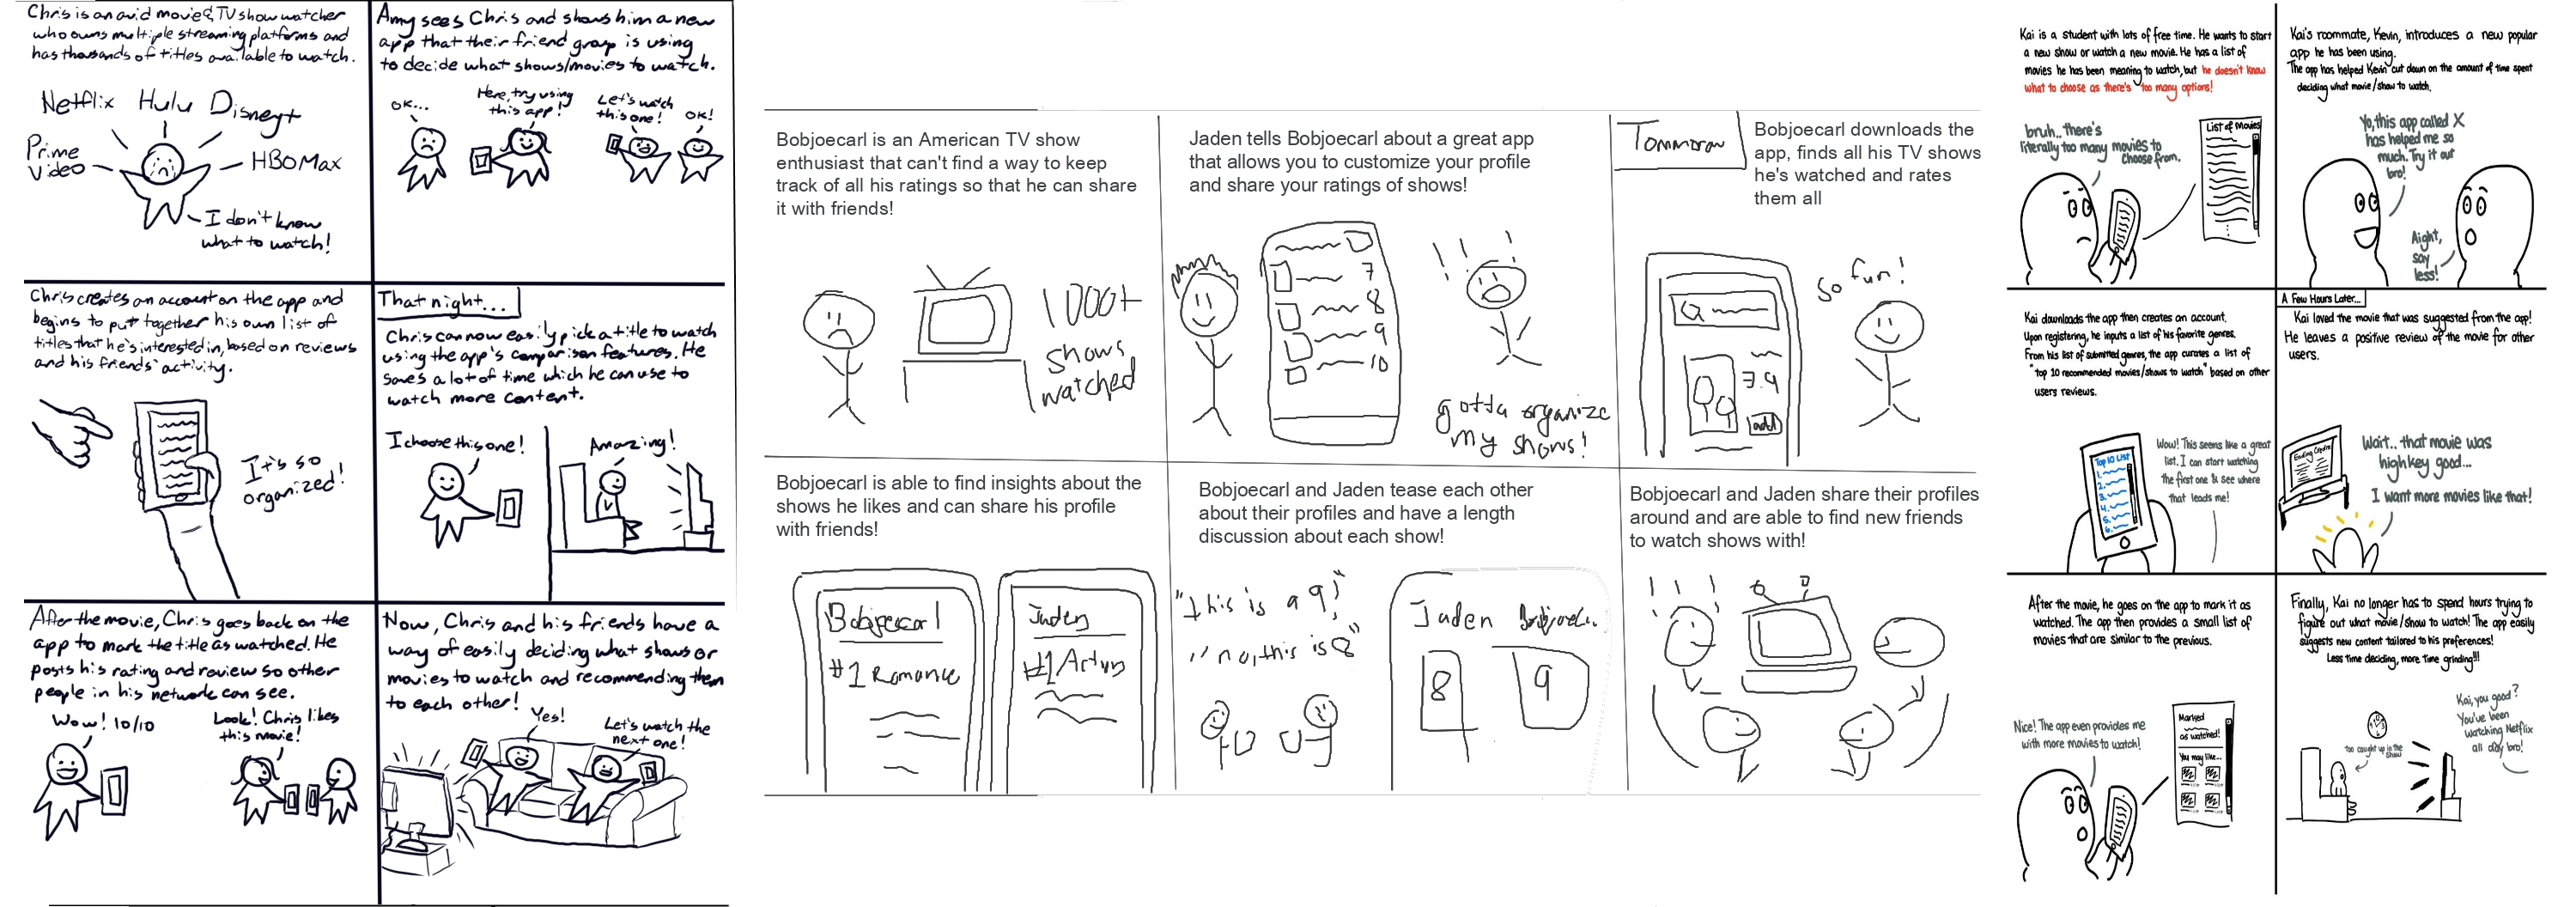 Chris is an avid movie & TV show watcher
who owns multiple streaming platforms and
has thousands of titles available to watch.
Netflix Hulu Disney+
Prime
Video
HBO Max
I don't know
what to watch!
Amy sees Chris and shows him a new
app that their friend group is using
to decide what shows/movies to watch.
OK...
Here, try using
this app!
Let's watch
this one!
OK!
Chris creates an account on the app and
begins to put together his own list of
titles that he's interested in, based on reviews
and his friends' activity.
It's so
organized!
That night...
Chris can now easily pick a title to watch
using the app's comparison features. He
saves a lot of time which he can use to
watch more content.
I choose this one!
Amazing!
After the movie, Chris goes back on the
app to mark the title as watched. He
posts his rating and review so other
people in his network can see.
Wow! 10/10
Look! Chris likes
this movie!
Now, Chris and his friends have a
way of easily deciding what shows or
movies to watch and recommending them
to each other!
Yes!
Let's watch the
next one!
Bobjoecarl is an American TV show
enthusiast that can't find a way to keep
track of all his ratings so that he can share
it with friends!
1000+
shows
watched
Jaden tells Bobjoecarl about a great app
that allows you to customize your profile
and share your ratings of shows!
7
8
9
10
! ! !
gotta organize
my shows!
Tommorow
Bobjoecarl downloads the
app, finds all his TV shows
he's watched and rates
them all
7.9
add
so fun!
Bobjoecarl is able to find insights about the
shows he likes and can share his profile
with friends!
Bobjoecarl
#1 Romance
Jaden
#1
Bobjoecarl and Jaden tease each other
about their profiles and have a length
discussion about each show!
"this is a 9!"
"no, this is 8"
Jaden
8
9
Bobjoecarl and Jaden share their profiles
around and are able to find new friends
to watch shows with!
! ! !
Kai is a student with lots of free time. He wants to start
a new show or watch a new movie. He has a list of
movies he has been meaning to watch, but he doesn't know
what to choose as there's too many options!
bruh.. there's
literally too many movies to
choose from.
List of Movies
Kai's roommate, Kevin, introduces a new popular
app he has been using.
The app has helped Kevin cut down on the amount of time spent
deciding what movie/show to watch.
Yo, this app called X
has helped me so
much. Try it out
bro!
Aight,
say
less!
Kai downloads the app then creates an account.
Upon registering, he inputs a list of his favorite genres.
From his list of submitted genres, the app curates a list of
"top 10 recommended movies/shows to watch" based on other
users reviews.
Top 10 List
1.
2.
3.
4.
5.
6.
Wow! This seems like a great
list. I can start watching
the first one & see where
that leads me!
A Few Hours Later...
Kai loved the movie that was suggested from the app!
He leaves a positive review of the movie for other
users.
Ending Credits
Wait.. that movie was
highkey good...
I want more movies like that!
After the movie, he goes on the app to mark it as
watched. The app then provides a small list of
movies that are similar to the previous.
Nice! The app even provides me
with more movies to watch!
Marked
as watched!
You may like...
Finally, Kai no longer has to spend hours trying to
figure out what movie/show to watch! The app easily
suggests new content tailored to his preferences!
Less time deciding, more time grinding!!!
too caught up in the
show
Kai, you good?
You've been
watching Netflix
all day bro!